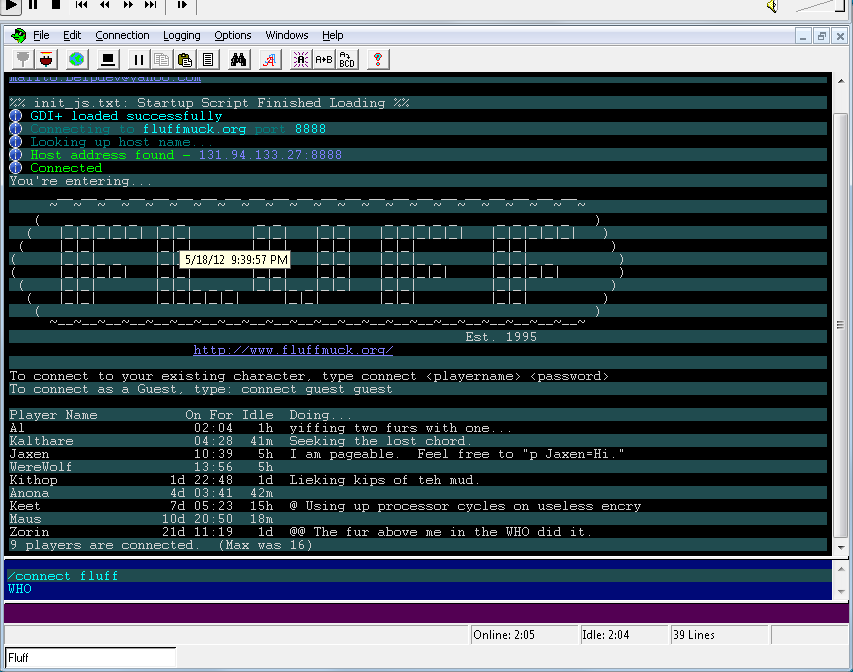 File Edit Connection Logging Options Windows Help
mailto:belpdev@yahoo.com
%% init_js.txt: Startup Script Finished Loading %%
GDI+ loaded successfully
Connecting to fluffmuck.org port 8888
Looking up host name...
Host address found - 131.94.133.27:8888
Connected
You're entering...
5/18/12 9:39:57 PM
Est. 1995
http://www.fluffmuck.org/
To connect to your existing character, type connect <playername> <password>
To connect as a Guest, type: connect guest guest
Player Name On For Idle Doing...
Al 02:04 1h yiffing two furs with one...
Kalthare 04:28 41m Seeking the lost chord.
Jaxen 10:39 5h I am pageable. Feel free to "p Jaxen=Hi."
WereWolf 13:56 5h
Kithop 1d 22:48 1d Lieking kips of teh mud.
Anona 4d 03:41 42m
Keet 7d 05:23 15h @ Using up processor cycles on useless encry
Maus 10d 20:50 18m
Zorin 21d 11:19 1d @@ The fur above me in the WHO did it.
9 players are connected. (Max was 16)
/connect fluff
WHO
Online: 2:05 Idle: 2:04 39 Lines
Fluff